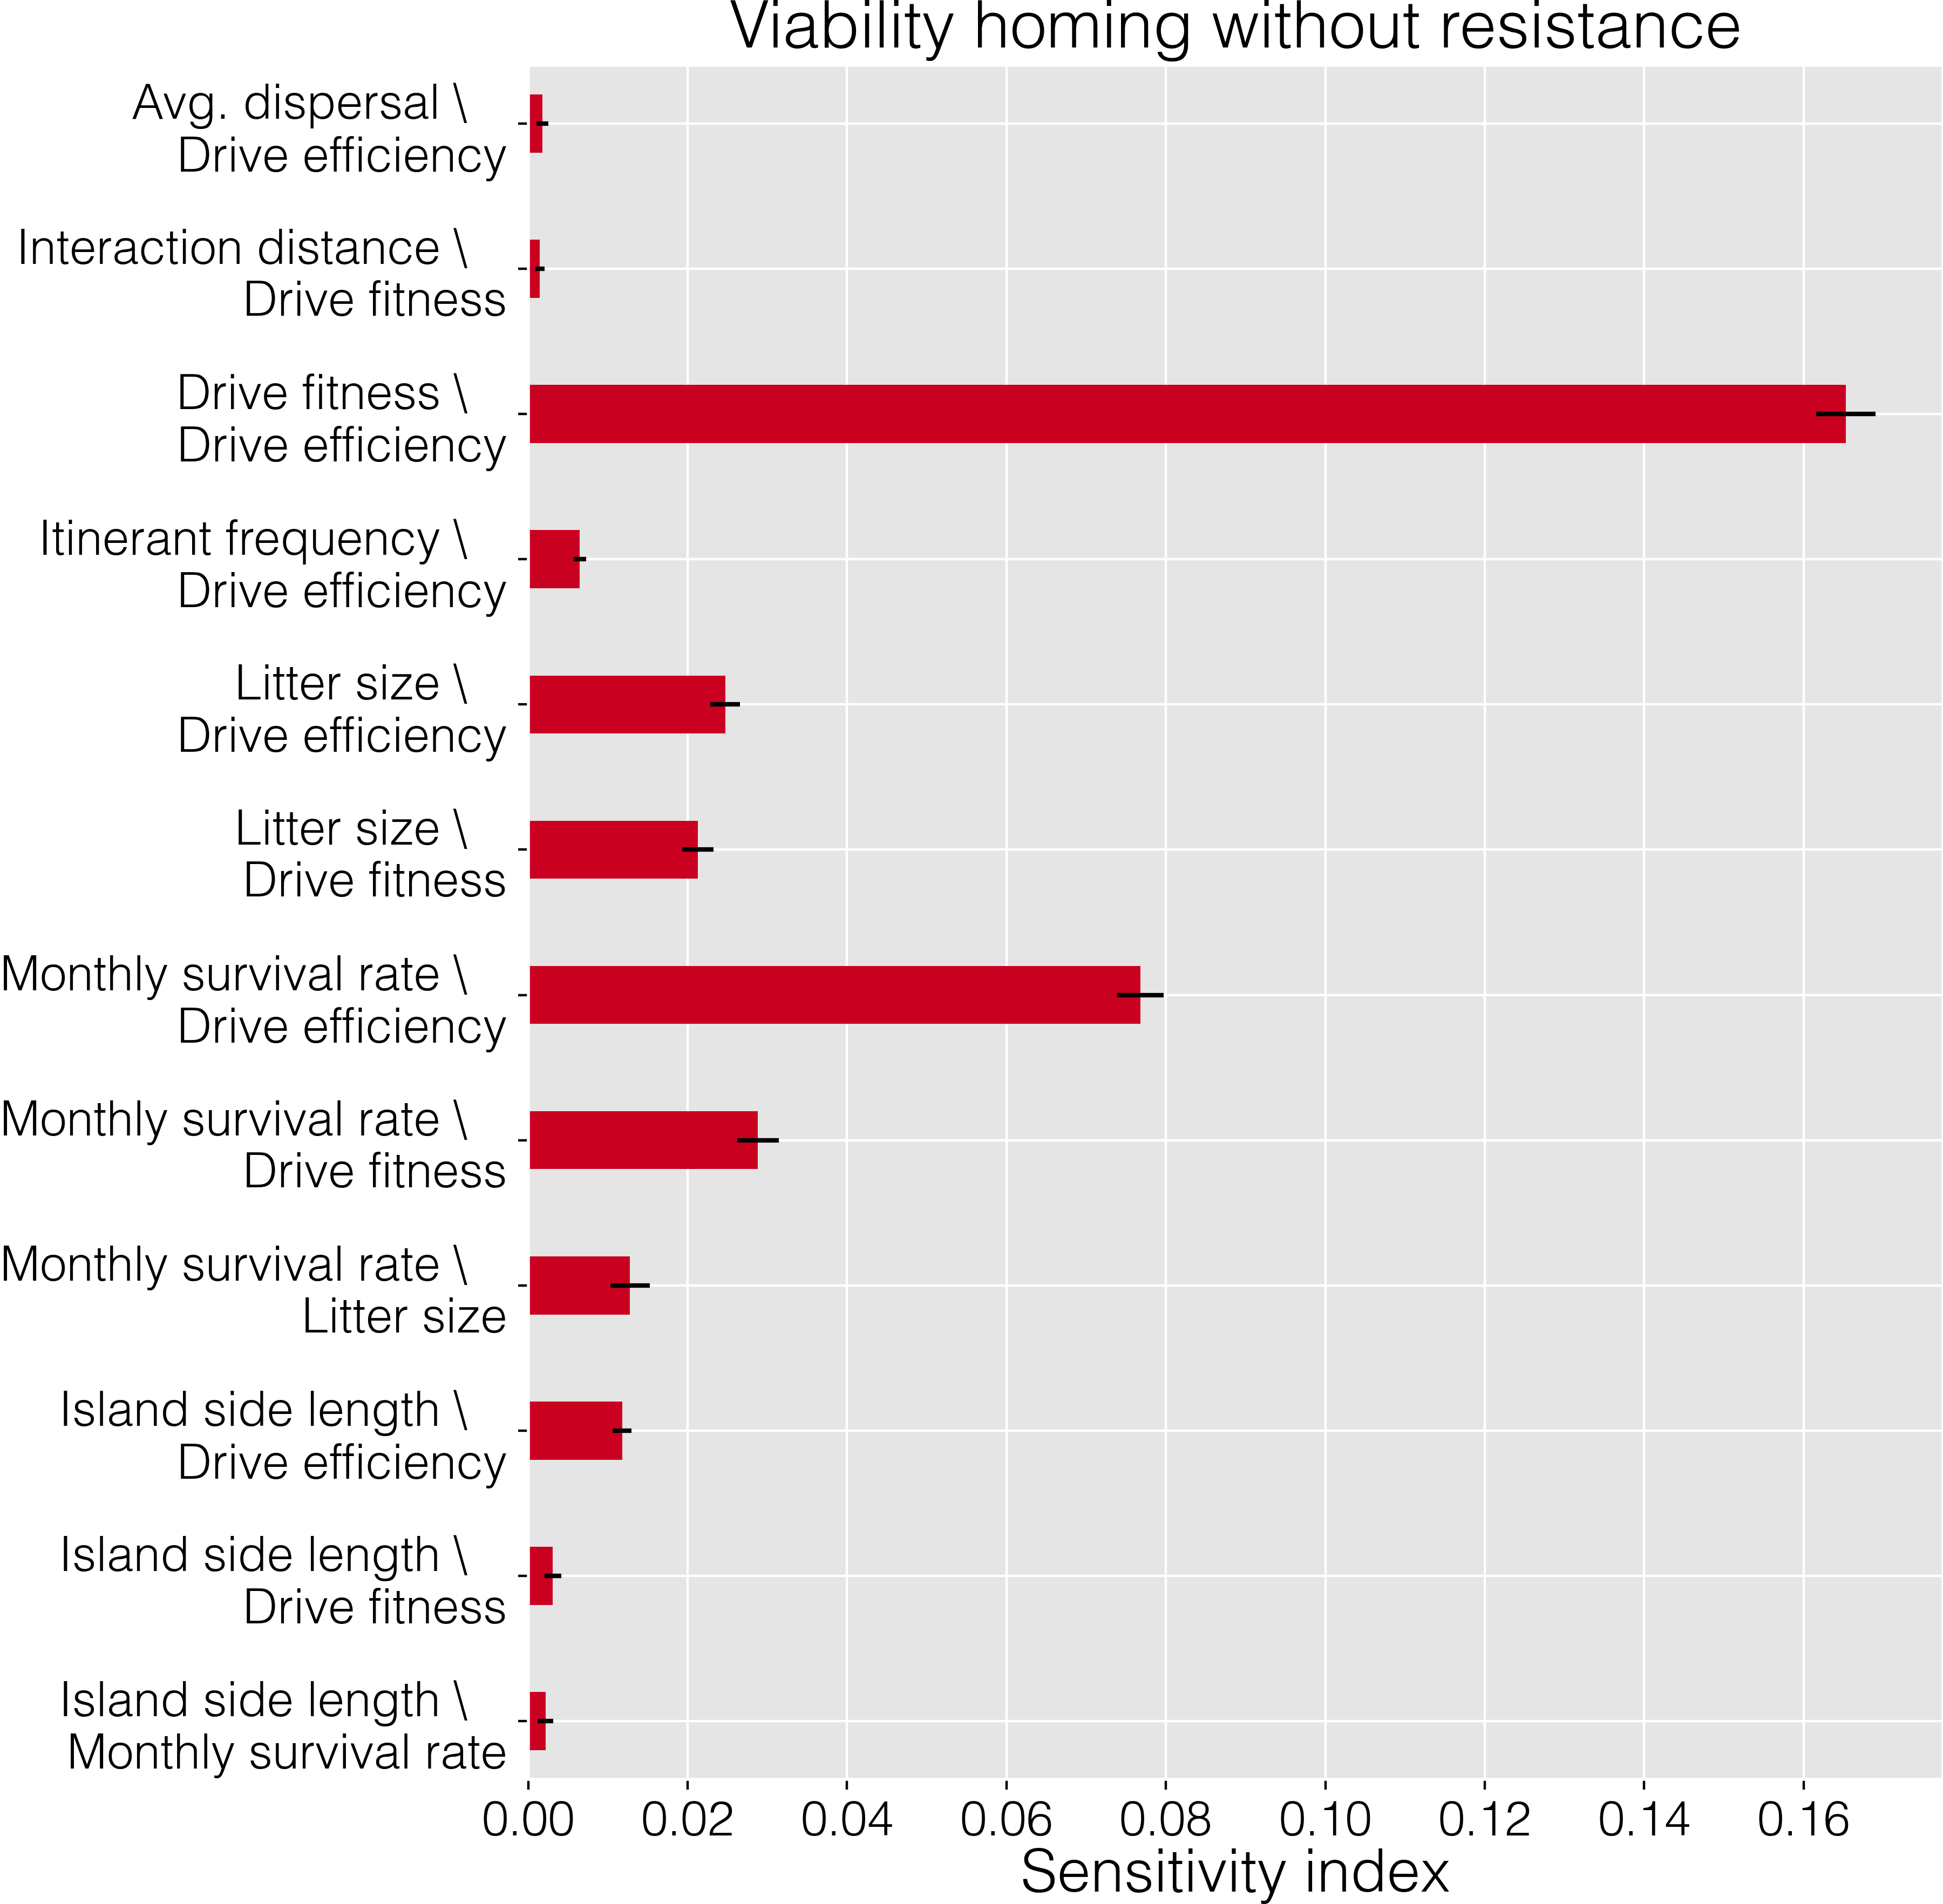 Viability homing without resistance
Avg. dispersal \
Drive efficiency
Interaction distance \
Drive fitness
Drive fitness \
Drive efficiency
Itinerant frequency \
Drive efficiency
Litter size \
Drive efficiency
Litter size \
Drive fitness
Monthly survival rate \
Drive efficiency
Monthly survival rate \
Drive fitness
Monthly survival rate \
Litter size
Island side length \
Drive efficiency
Island side length \
Drive fitness
Island side length \
Monthly survival rate
0.00 0.02 0.04 0.06 0.08 0.10 0.12 0.14 0.16
Sensitivity index